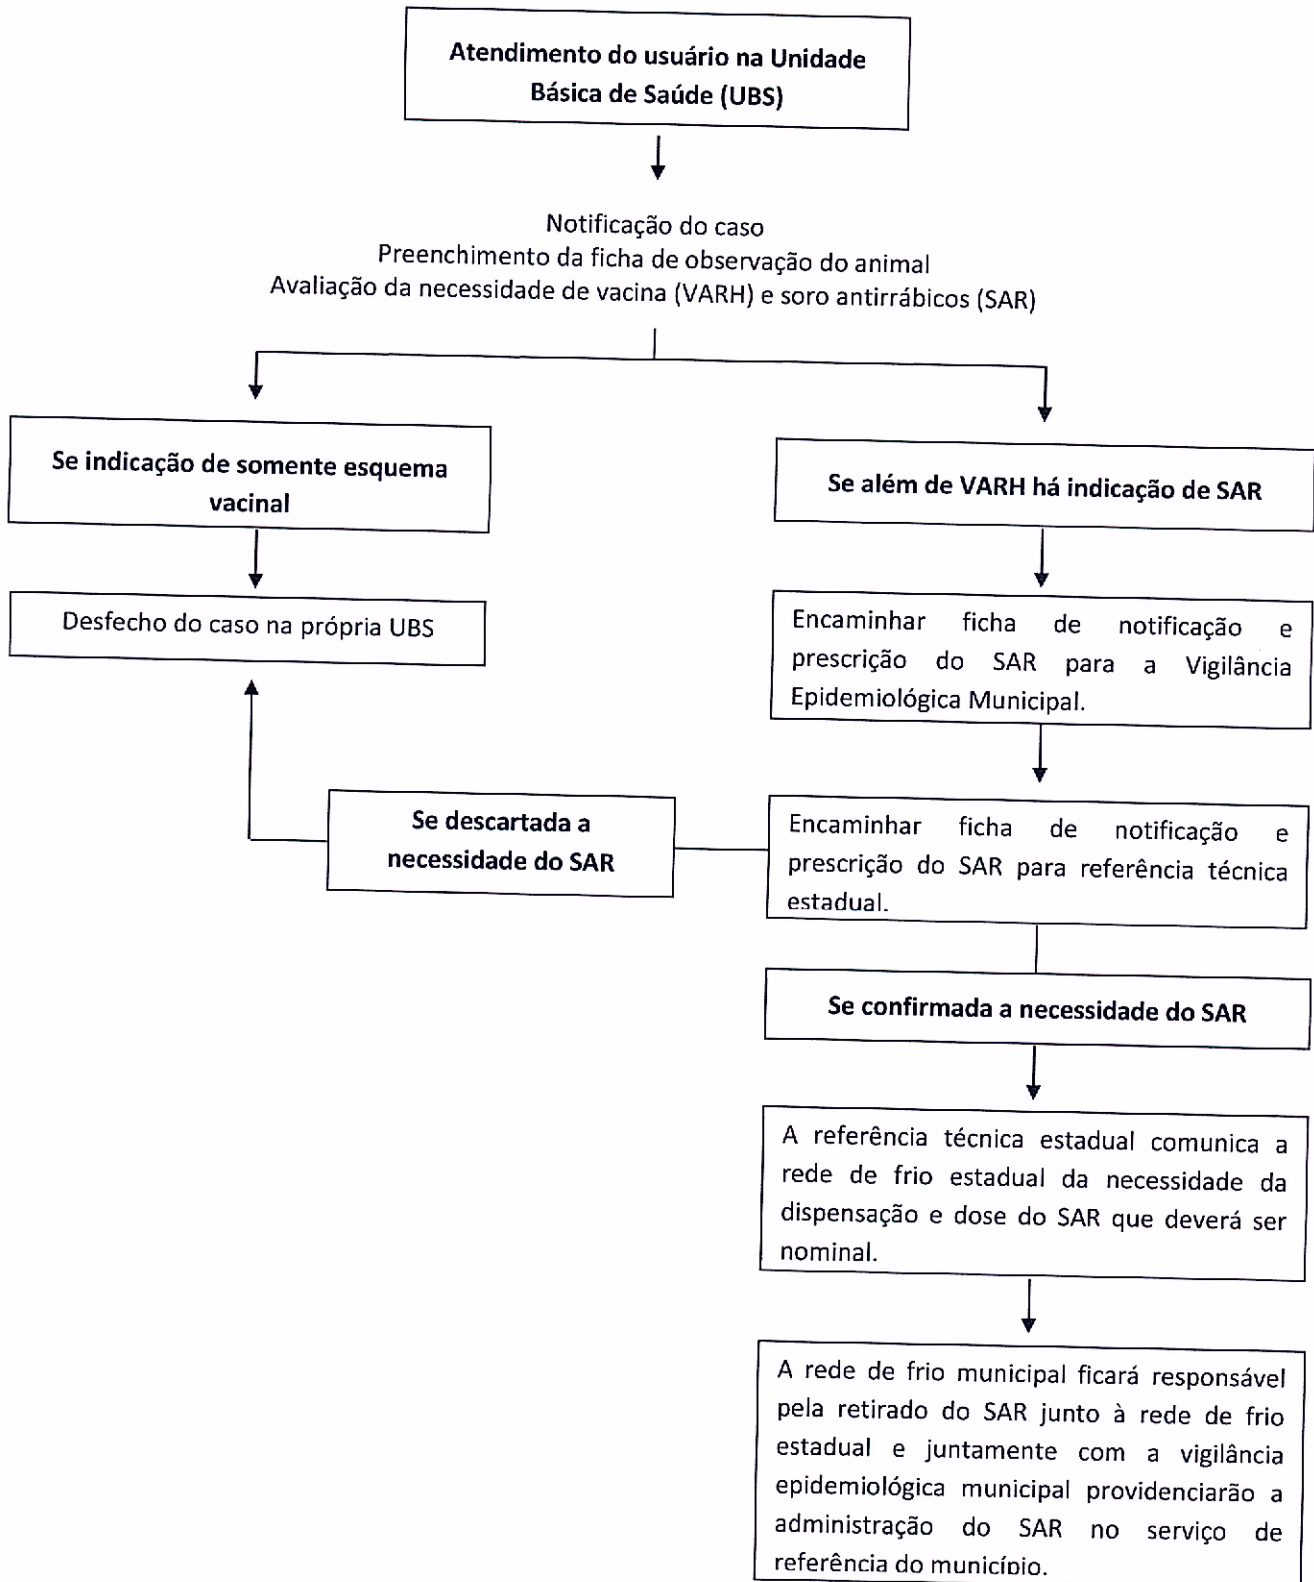 Atendimento do usuário na Unidade
Básica de Saúde (UBS)
Notificação do caso
Preenchimento da ficha de observação do animal
Avaliação da necessidade de vacina (VARH) e soro antirrábicos (SAR)
Se indicação de somente esquema
vacinal
Desfecho do caso na própria UBS
Se além de VARH há indicação de SAR
Encaminhar ficha de notificação e
prescrição do SAR para a Vigilância
Epidemiológica Municipal.
Se descartada a
necessidade do SAR
Encaminhar ficha de notificação e
prescrição do SAR para referência técnica
estadual.
Se confirmada a necessidade do SAR
A referência técnica estadual comunica a
rede de frio estadual da necessidade da
dispensação e dose do SAR que deverá ser
nominal.
A rede de frio municipal ficará responsável
pela retirado do SAR junto à rede de frio
estadual e juntamente com a vigilância
epidemiológica municipal providenciarão a
administração do SAR no serviço de
referência do município.